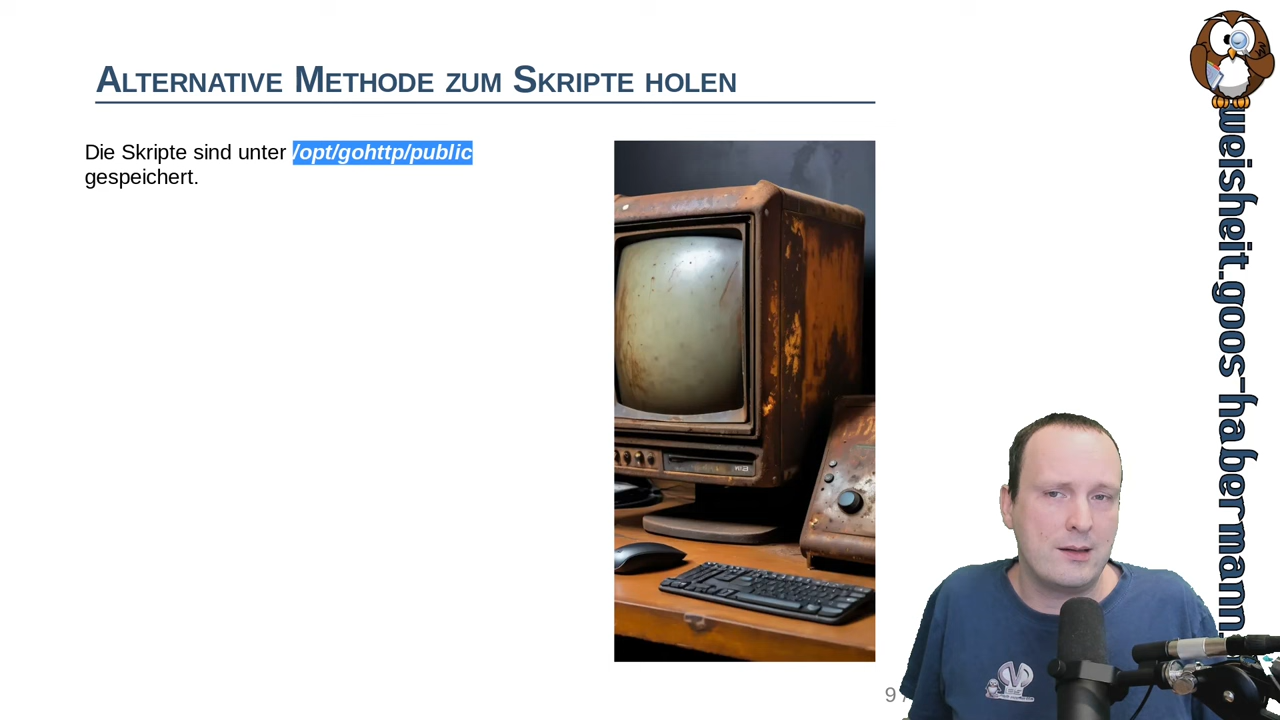 Alternative Methode zum Skripte holen
Die Skripte sind unter /opt/gohttp/public
gespeichert.
9 /
weisheit.goos-habermann